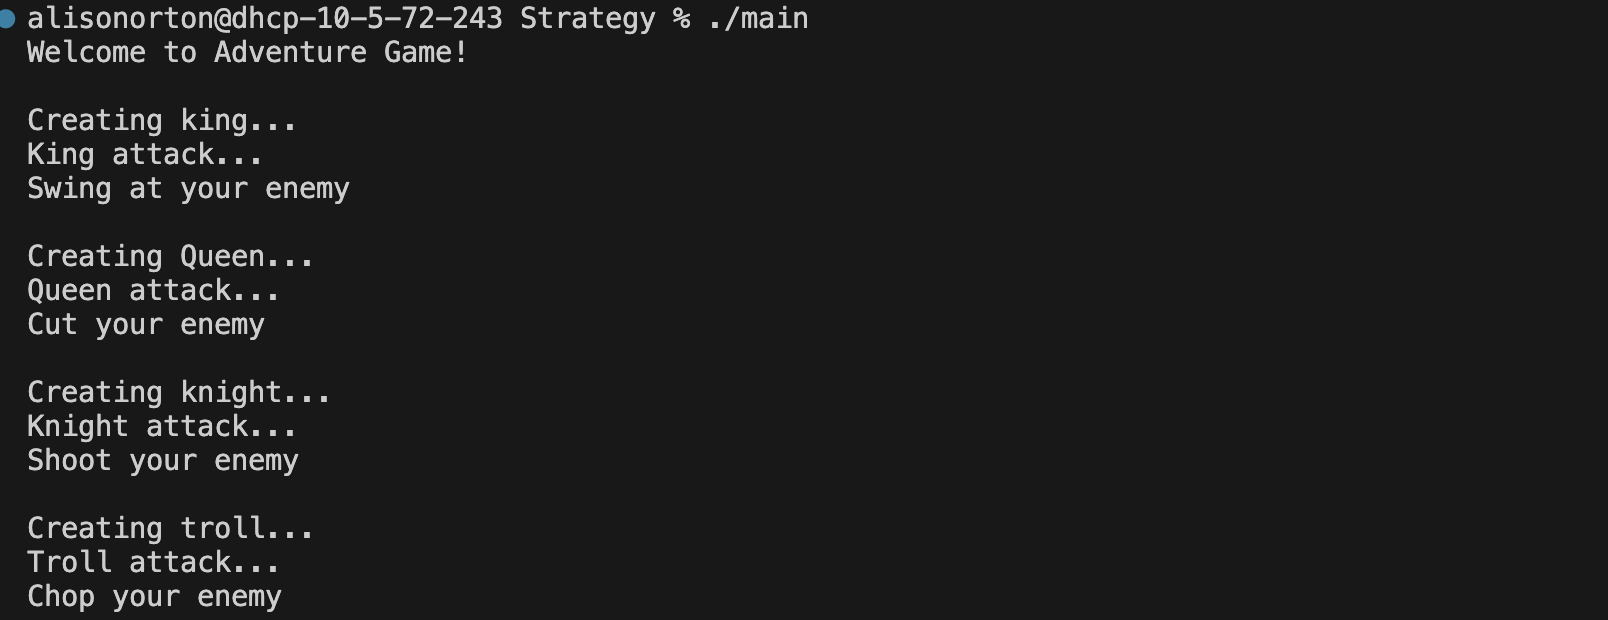 alisonorton@dhcp-10-5-72-243 Strategy % ./main
Welcome to Adventure Game!
Creating king...
King attack...
Swing at your enemy
Creating Queen...
Queen attack...
Cut your enemy
Creating knight...
Knight attack...
Shoot your enemy
Creating troll...
Troll attack...
Chop your enemy